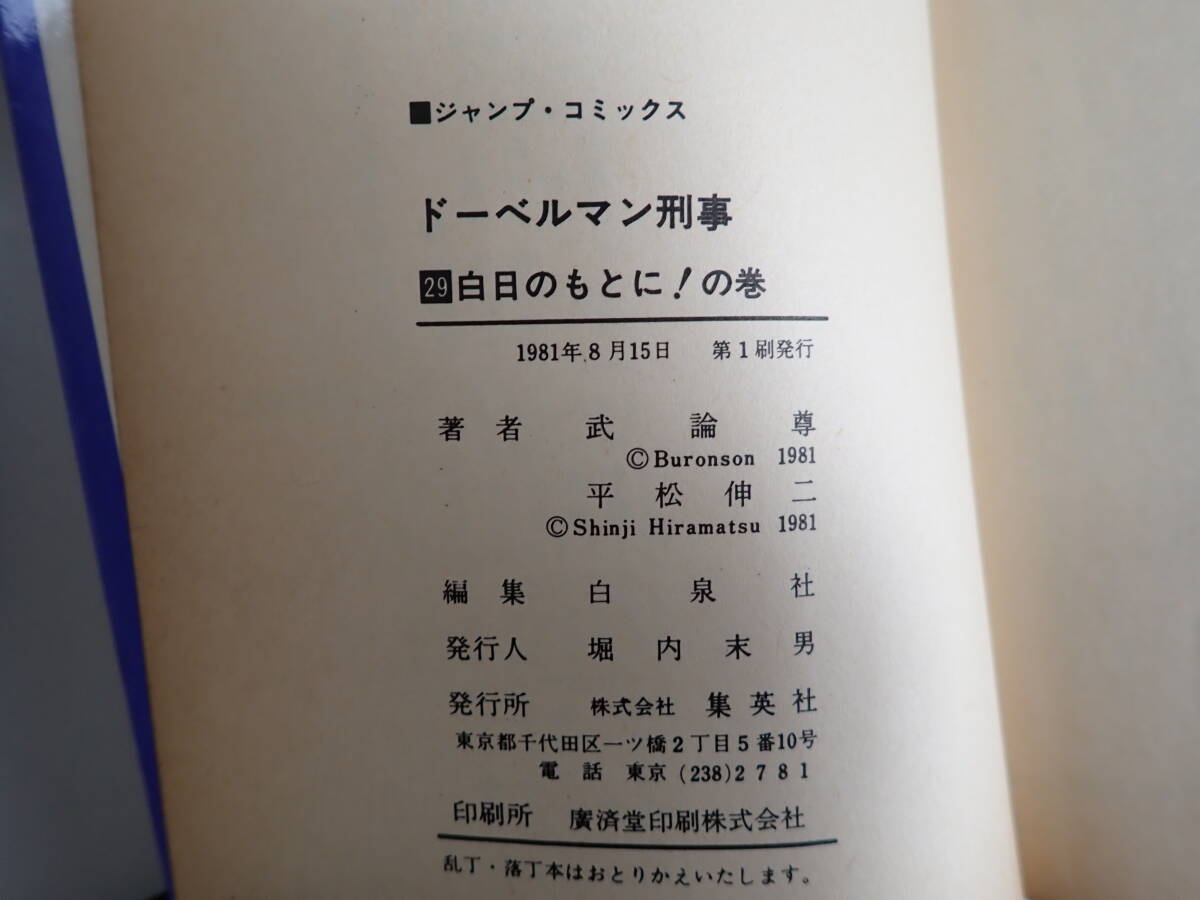 ■ジャンプ・コミックス
ドーベルマン刑事
29白日のもとに!の巻
1981年8月15日 第1刷発行
著者 武論尊
©Buronson 1981
平松伸二
©Shinji Hiramatsu 1981
編集 白泉社
発行人 堀内末男
発行所 株式会社 集英社
東京都千代田区一ツ橋2丁目5番10号
電話 東京(238)2781
印刷所 廣済堂印刷株式会社
乱丁・落丁本はおとりかえいたします。